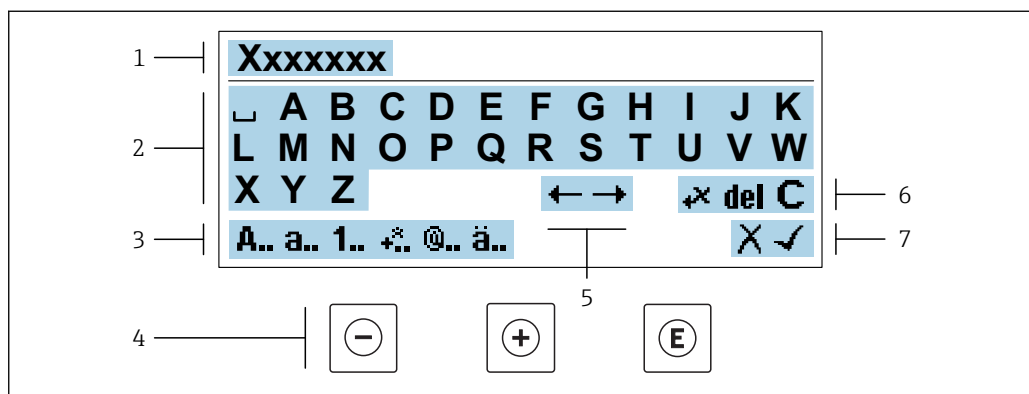 1 Xxxxxxx
␣ A B C D E F G H I J K
2 L M N O P Q R S T U V W
X Y Z ← → +x del C 6
3 A.. a.. 1.. +*.. @.. ä.. X ✓ 7
5
4 − + E